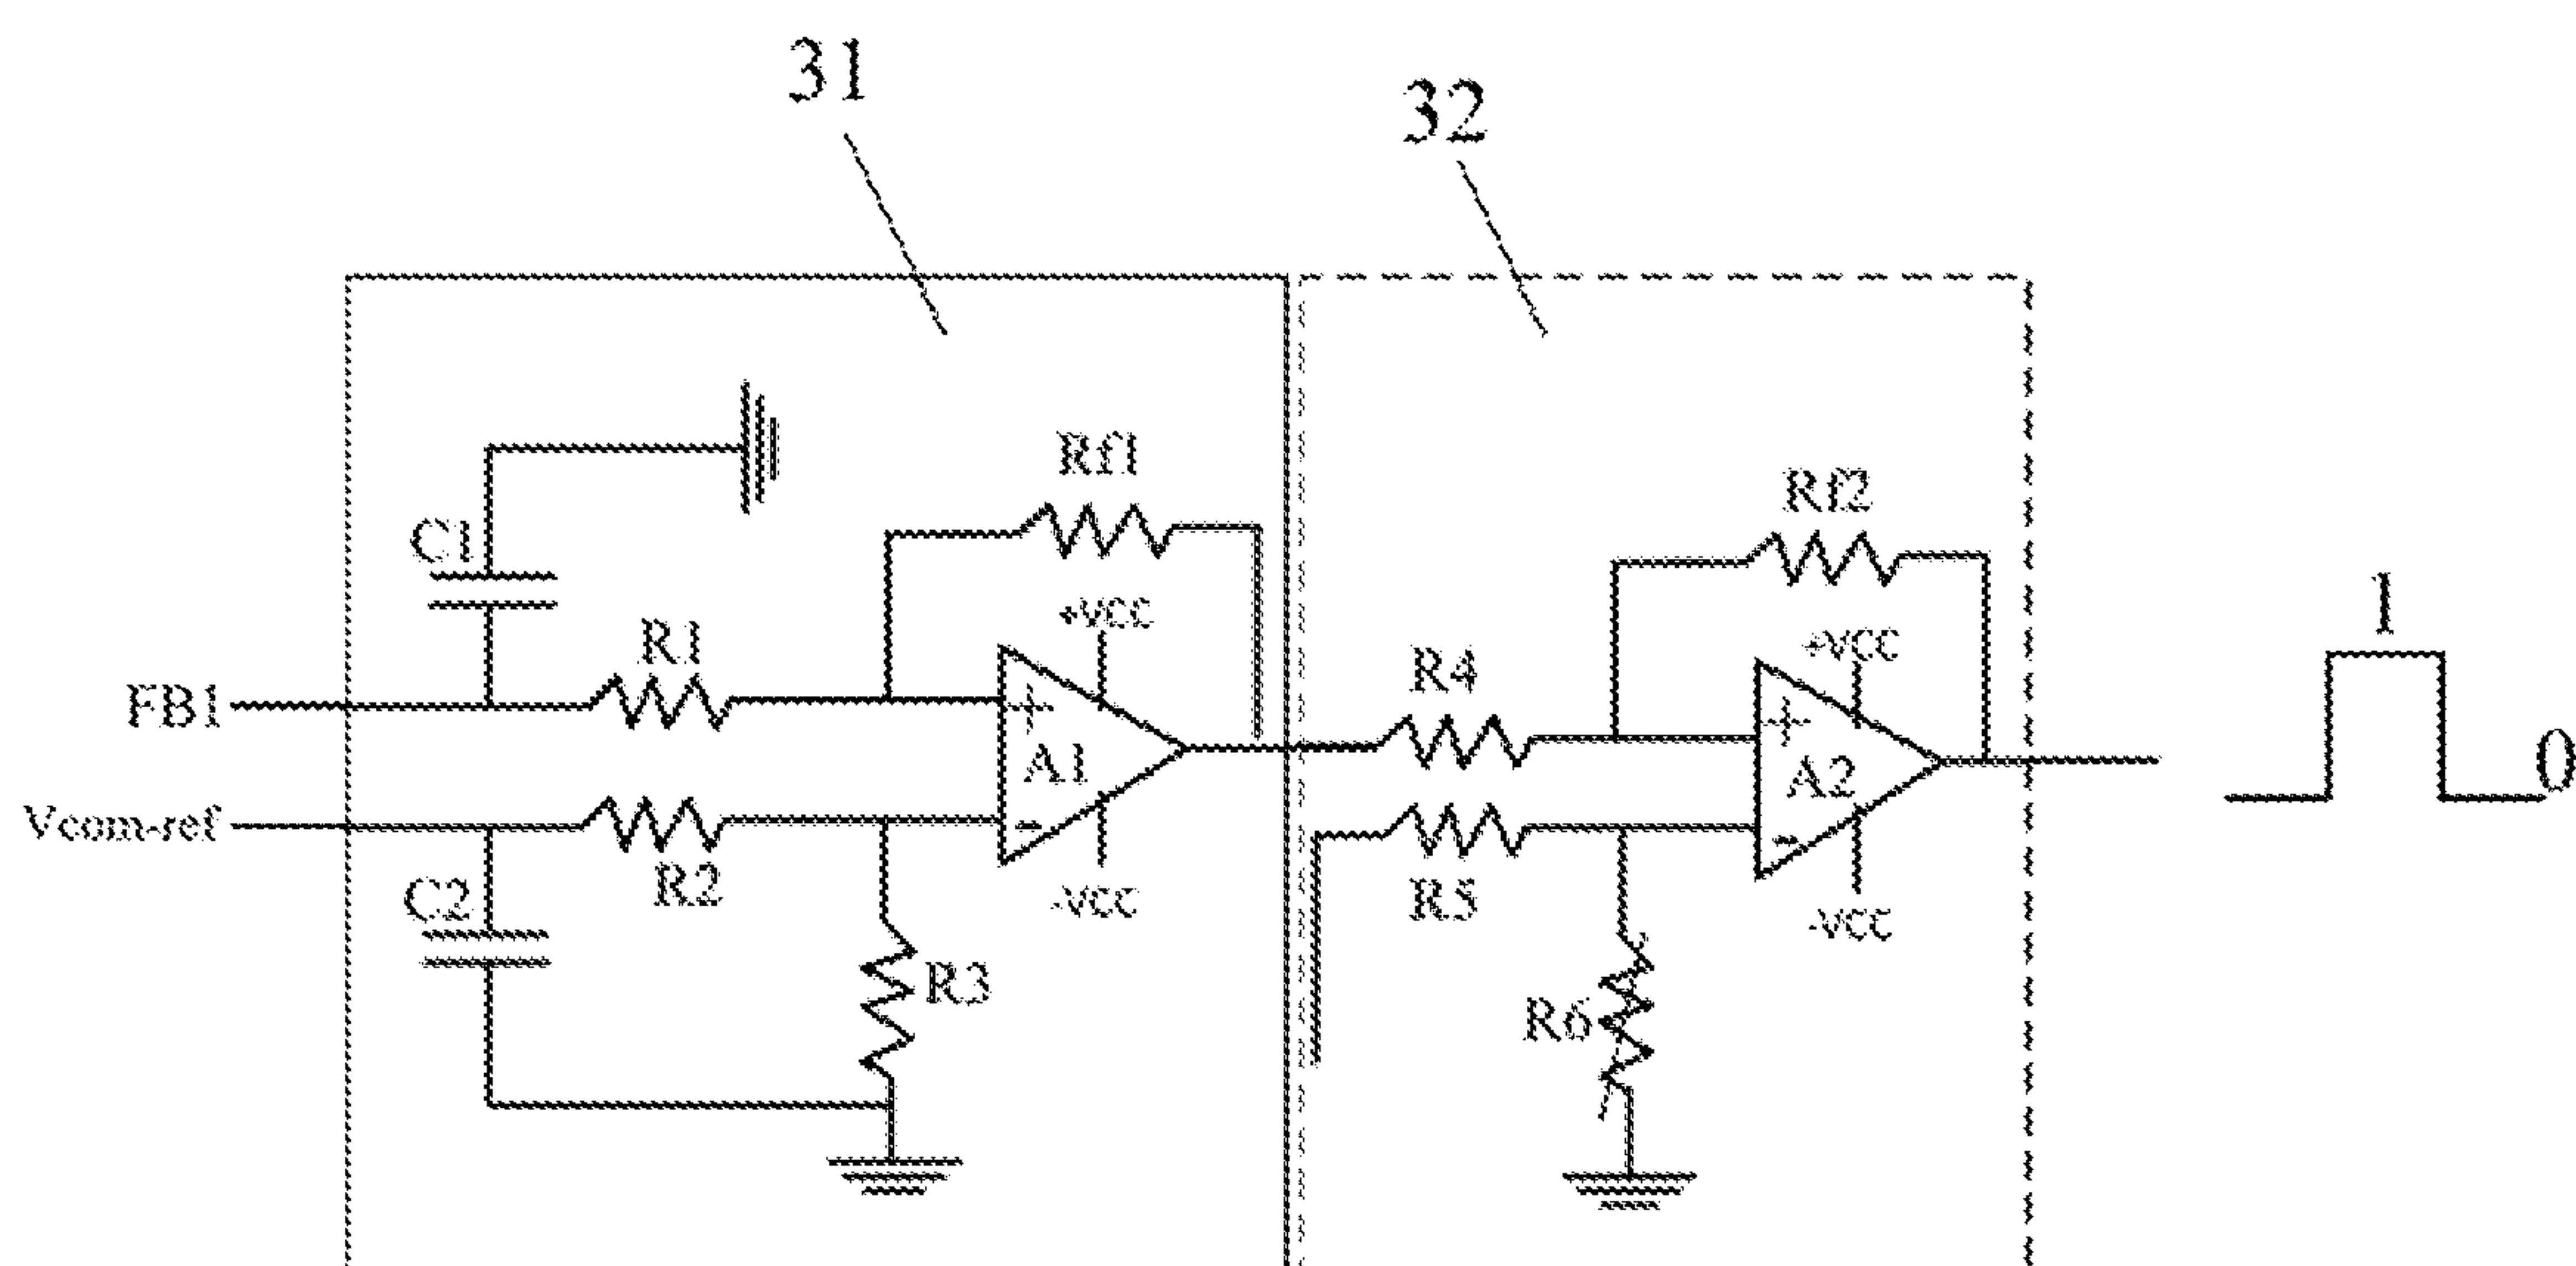 31
32
Rf1
Rf2
C1
+VCC
1
R1
+VCC
R4
FB1
+
+
0
A1
A2
Vcom-ref
-
-
R2
C2
-VCC
R5
-VCC
R3
R6